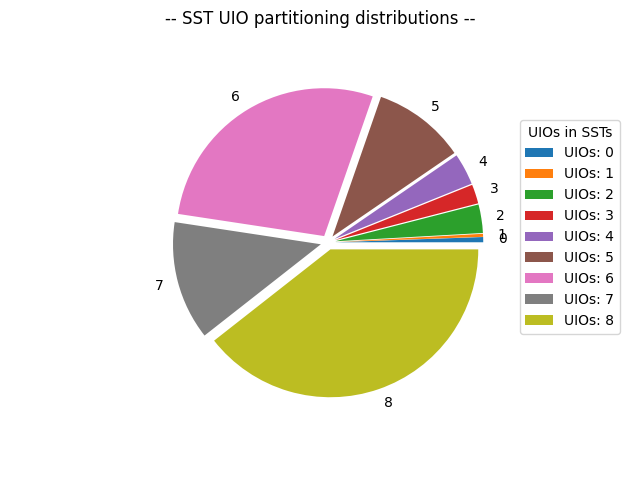 -- SST UIO partitioning distributions --
6
5
4
3
2
1
0
7
8
UIOs in SSTs
UIOs: 0
UIOs: 1
UIOs: 2
UIOs: 3
UIOs: 4
UIOs: 5
UIOs: 6
UIOs: 7
UIOs: 8